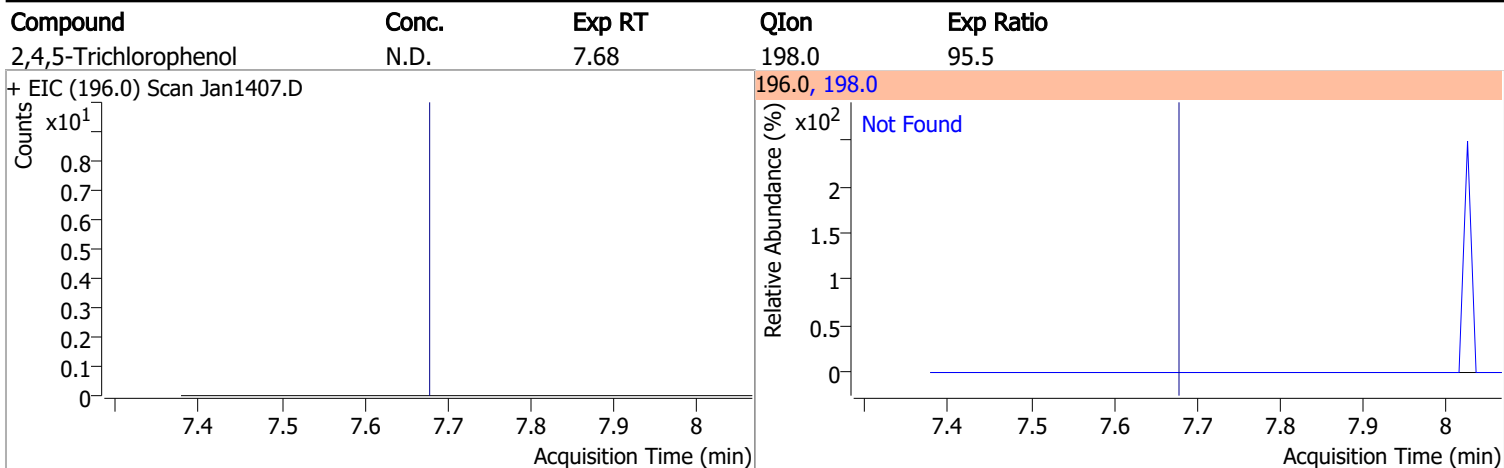 Compound Conc. Exp RT QIon Exp Ratio
2,4,5-Trichlorophenol N.D. 7.68 198.0 95.5
+ EIC (196.0) Scan Jan1407.D
Counts
x101
0.8
0.7
0.6
0.5
0.4
0.3
0.2
0.1
0
7.4 7.5 7.6 7.7 7.8 7.9 8
Acquisition Time (min)
196.0, 198.0
Relative Abundance (%)
x102
Not Found
2
1.5
1
0.5
0
7.4 7.5 7.6 7.7 7.8 7.9 8
Acquisition Time (min)